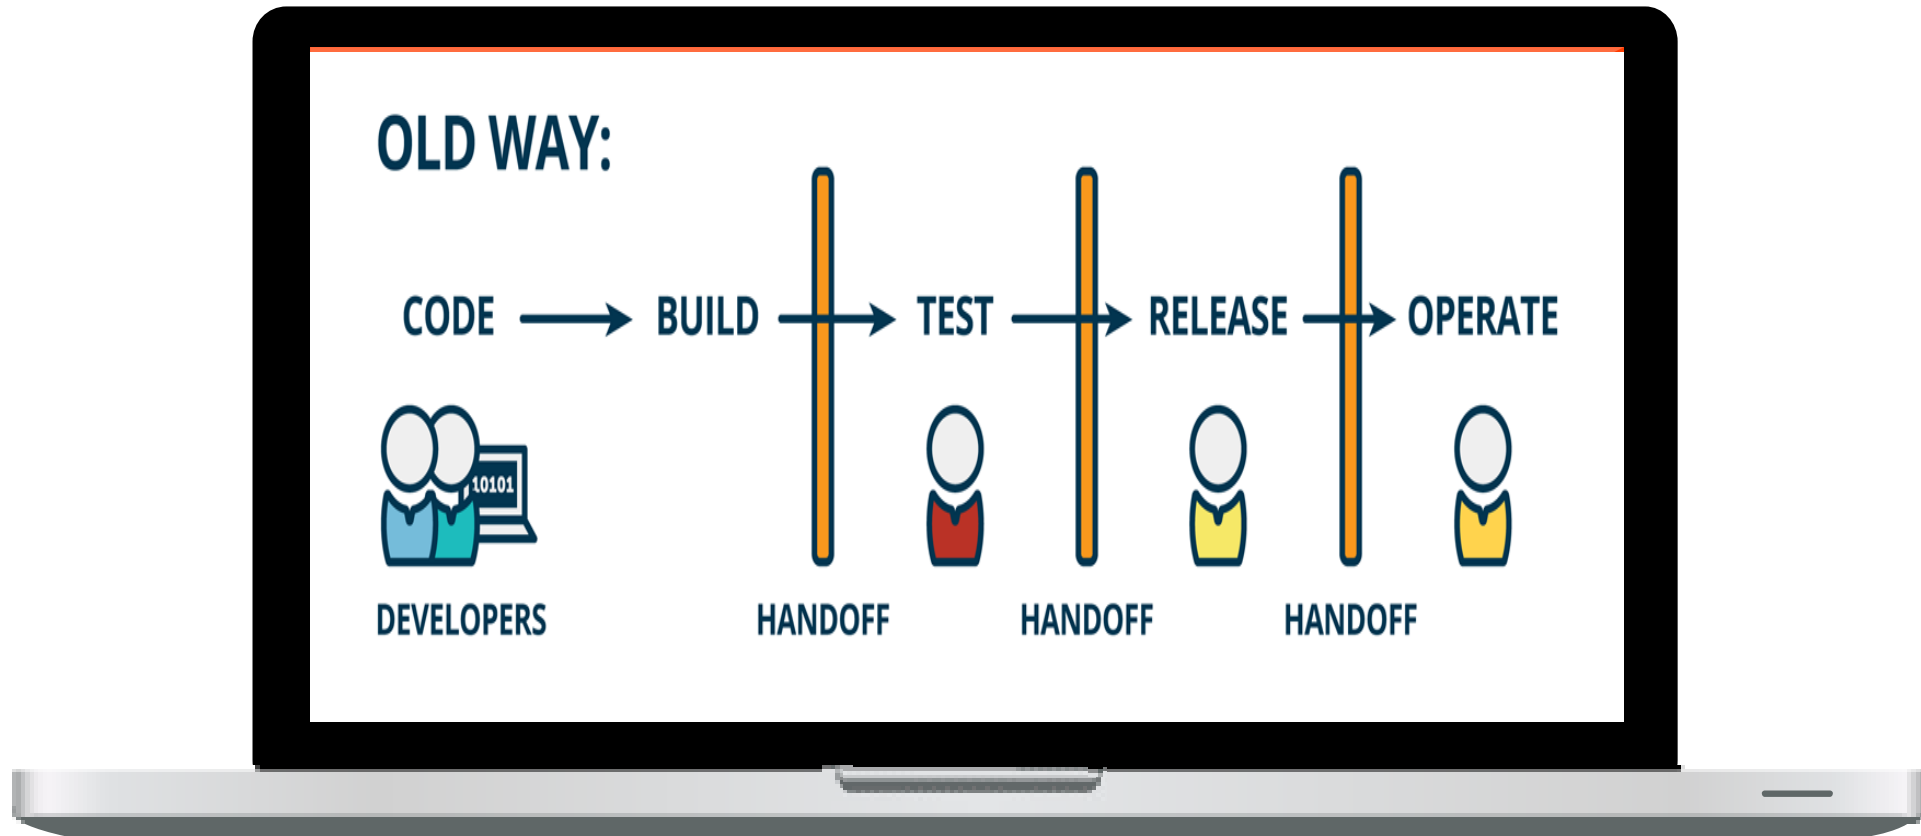 OLD WAY:
CODE BUILD TEST RELEASE OPERATE
10101
DEVELOPERS HANDOFF HANDOFF HANDOFF